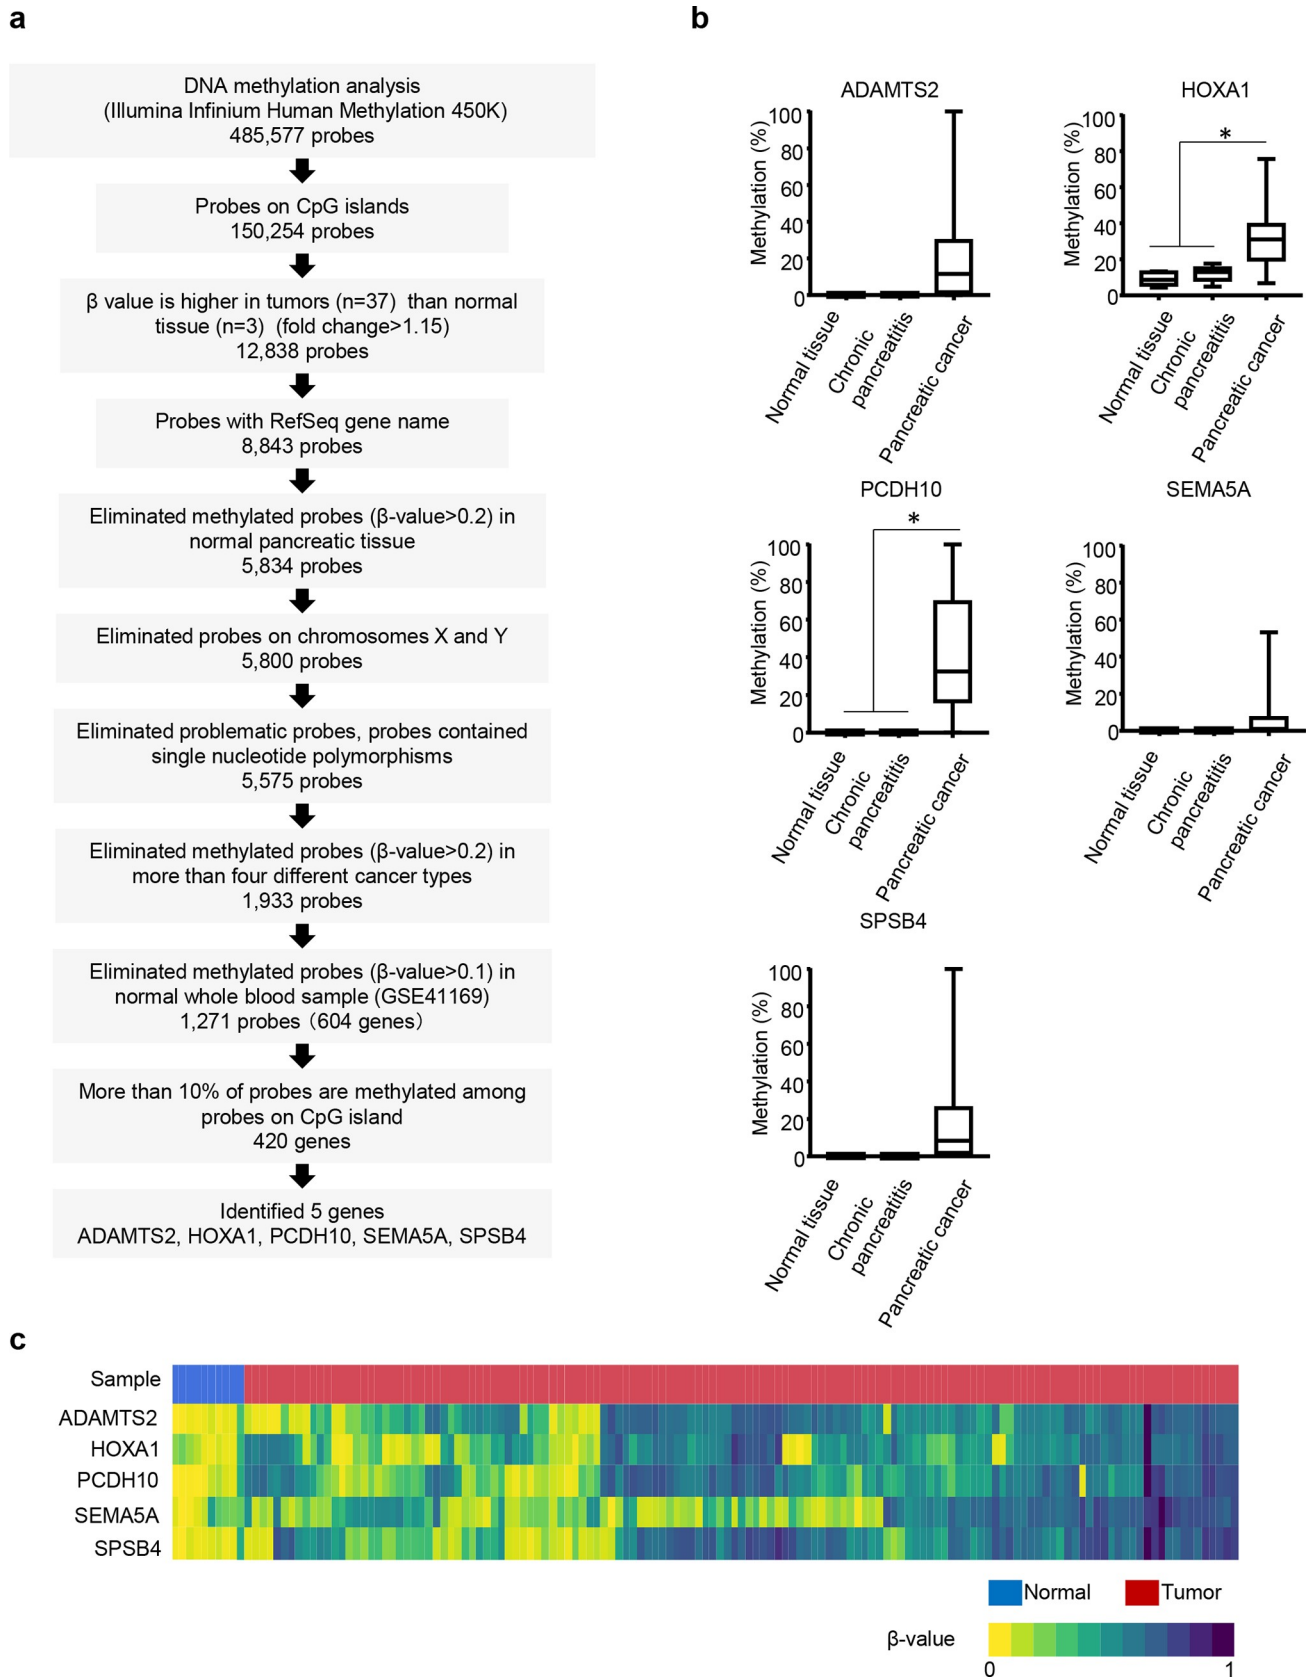 a
DNA methylation analysis
(Illumina Infinium Human Methylation 450K)
485,577 probes
Probes on CpG islands
150,254 probes
β value is higher in tumors (n=37) than normal
tissue (n=3) (fold change>1.15)
12,838 probes
Probes with RefSeq gene name
8,843 probes
Eliminated methylated probes (β-value>0.2) in
normal pancreatic tissue
5,834 probes
Eliminated probes on chromosomes X and Y
5,800 probes
Eliminated problematic probes, probes contained
single nucleotide polymorphisms
5,575 probes
Eliminated methylated probes (β-value>0.2) in
more than four different cancer types
1,933 probes
Eliminated methylated probes (β-value>0.1) in
normal whole blood sample (GSE41169)
1,271 probes（604 genes）
More than 10% of probes are methylated among
probes on CpG island
420 genes
Identified 5 genes
ADAMTS2, HOXA1, PCDH10, SEMA5A, SPSB4
b
ADAMTS2
Methylation (%)
100
80
60
40
20
0
Normal tissue
Chronic
pancreatitis
Pancreatic cancer
HOXA1
*
Methylation (%)
100
80
60
40
20
0
Normal tissue
Chronic
pancreatitis
Pancreatic cancer
PCDH10
*
Methylation (%)
100
80
60
40
20
0
Normal tissue
Chronic
pancreatitis
Pancreatic cancer
SEMA5A
Methylation (%)
100
80
60
40
20
0
Normal tissue
Chronic
pancreatitis
Pancreatic cancer
SPSB4
Methylation (%)
100
80
60
40
20
0
Normal tissue
Chronic
pancreatitis
Pancreatic cancer
c
Sample
ADAMTS2
HOXA1
PCDH10
SEMA5A
SPSB4
Normal Tumor
β-value
0 1